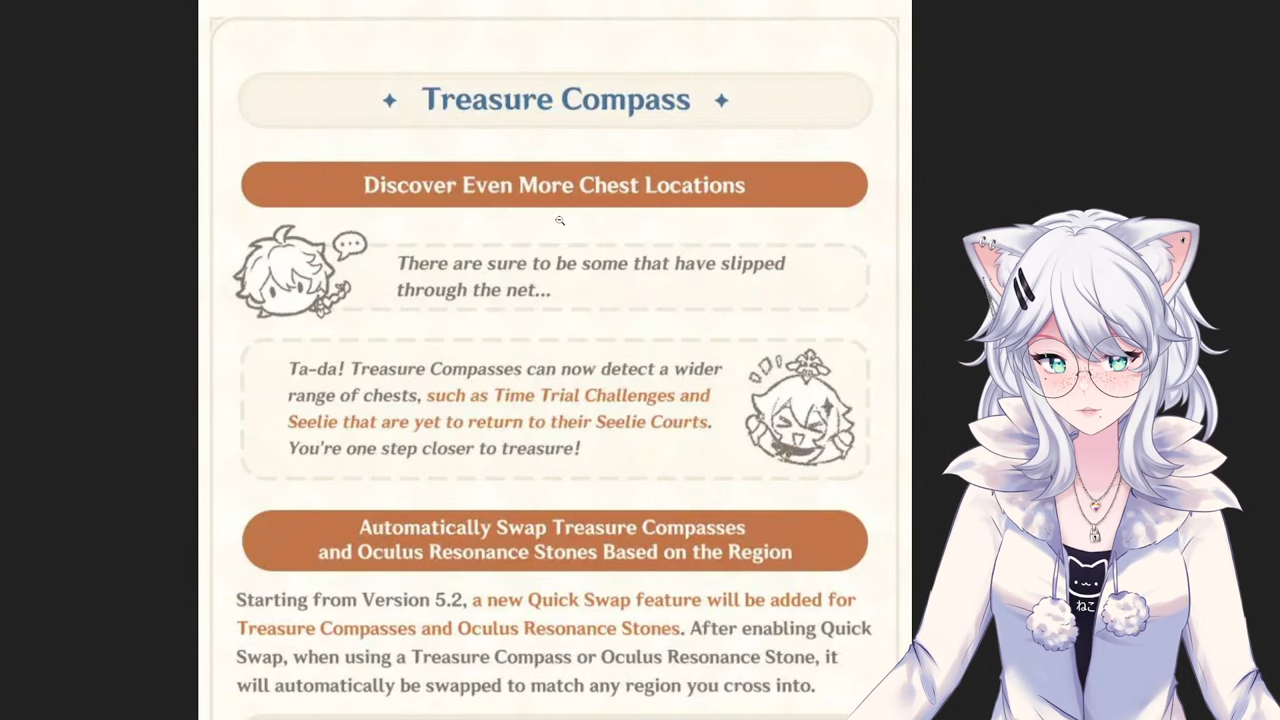 Treasure Compass
Discover Even More Chest Locations
There are sure to be some that have slipped
through the net...
Ta-da! Treasure Compasses can now detect a wider
range of chests, such as Time Trial Challenges and
Seelie that are yet to return to their Seelie Courts.
You're one step closer to treasure!
Automatically Swap Treasure Compasses
and Oculus Resonance Stones Based on the Region
Starting from Version 5.2, a new Quick Swap feature will be added for
Treasure Compasses and Oculus Resonance Stones. After enabling Quick
Swap, when using a Treasure Compass or Oculus Resonance Stone, it
will automatically be swapped to match any region you cross into.
ねこ